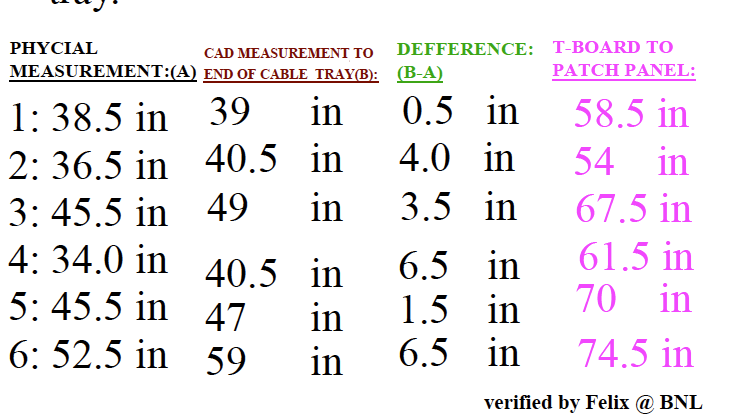 tray.
PHYCIAL MEASUREMENT:(A) CAD MEASUREMENT TO END OF CABLE TRAY(B): DEFFERENCE: (B-A) T-BOARD TO PATCH PANEL:
1: 38.5 in 39 in 0.5 in 58.5 in
2: 36.5 in 40.5 in 4.0 in 54 in
3: 45.5 in 49 in 3.5 in 67.5 in
4: 34.0 in 40.5 in 6.5 in 61.5 in
5: 45.5 in 47 in 1.5 in 70 in
6: 52.5 in 59 in 6.5 in 74.5 in
verified by Felix @ BNL